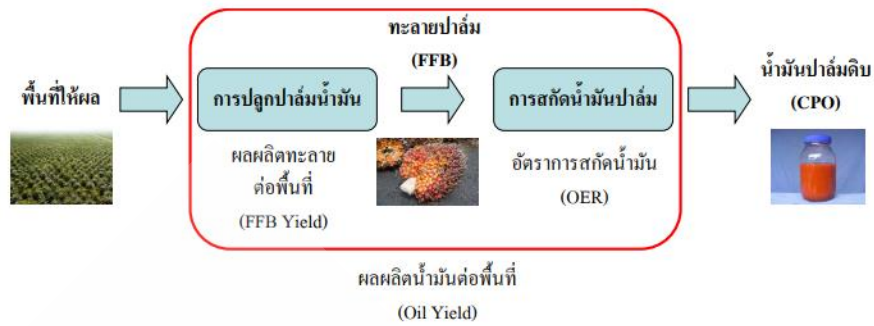 ทะลายปาล์ม
(FFB)
พื้นที่ให้ผล
การปลูกปาล์มน้ำมัน
การสกัดน้ำมันปาล์ม
น้ำมันปาล์มดิบ
(CPO)
ผลผลิตทะลาย
ต่อพื้นที่
(FFB Yield)
อัตราการสกัดน้ำมัน
(OER)
ผลผลิตน้ำมันต่อพื้นที่
(Oil Yield)